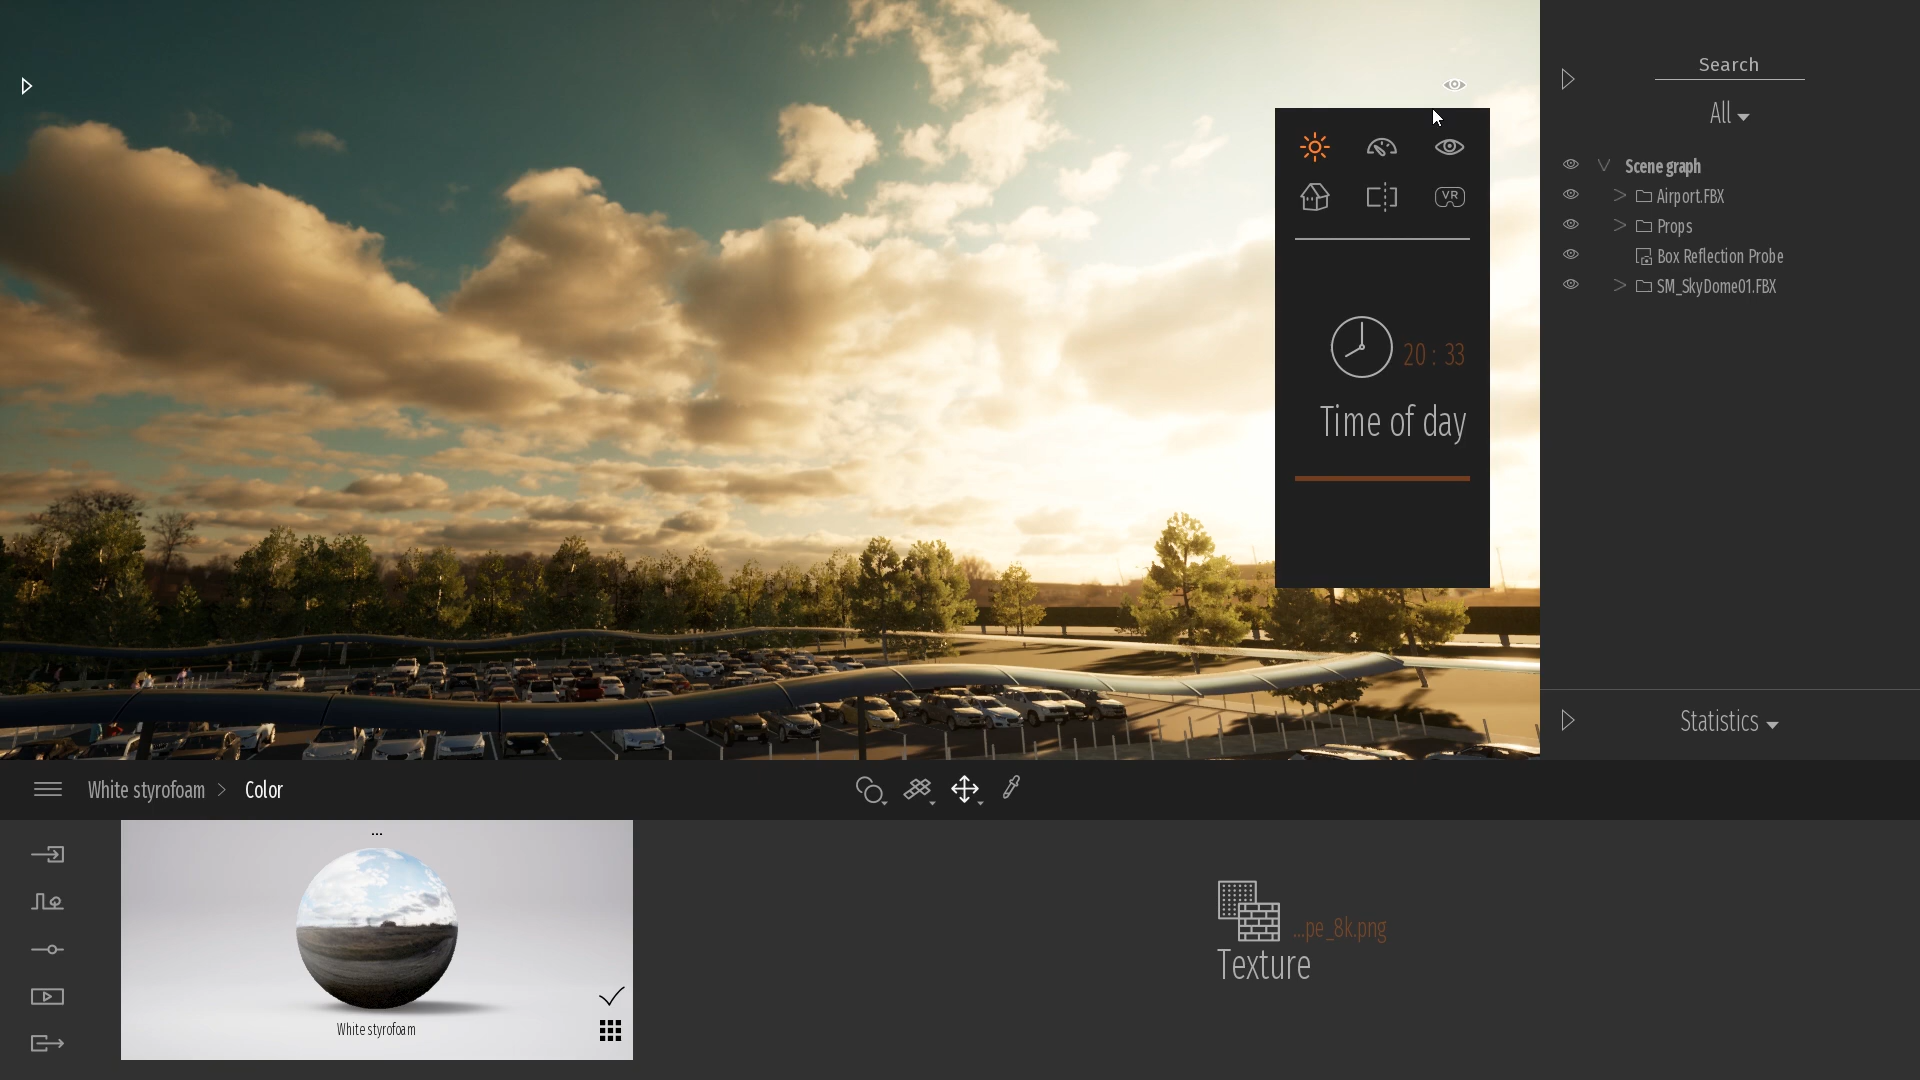 Search
All
Scene graph
Airport.FBX
Props
Box Reflection Probe
SM_SkyDome01.FBX
VR
20 : 33
Time of day
Statistics
White styrofoam > Color
...
White styrofoam
...pe_8k.png
Texture